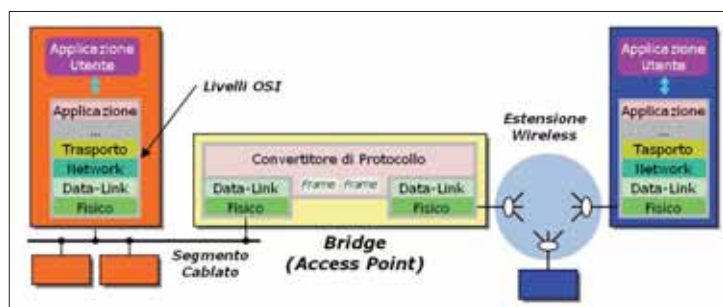 Applicazione
Utente
Livelli OSI
Applicazione
...
Trasporto
Network
Data-Link
Fisico
Segmento
Cablato
Convertitore di Protocollo
Data-Link
Frame - Frame
Data-Link
Fisico
Fisico
Bridge
(Access Point)
Estensione
Wireless
Applicazione
Utente
Applicazione
...
Tasporto
Network
Data-Link
Fisico